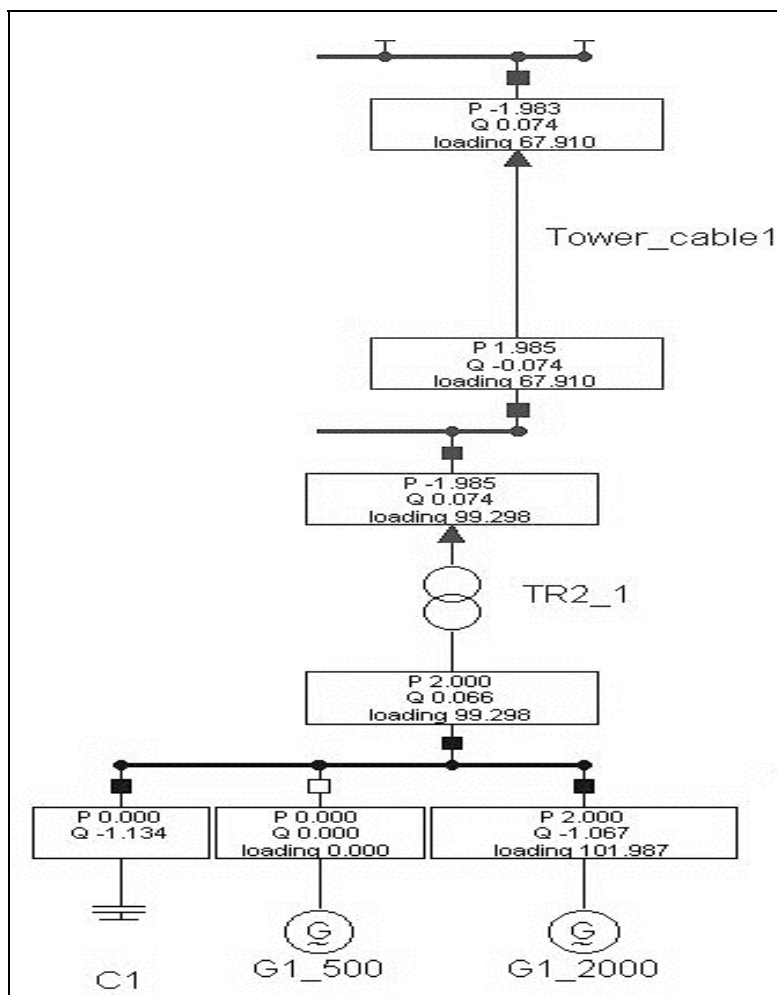 P -1.983
Q 0.074
loading 67.910
Tower_cable1
P 1.985
Q -0.074
loading 67.910
P -1.985
Q 0.074
loading 99.298
TR2_1
P 2.000
Q 0.066
loading 99.298
P 0.000
Q -1.134
P 0.000
Q 0.000
loading 0.000
P 2.000
Q -1.067
loading 101.987
G
~
G
~
C1
G1_500
G1_2000